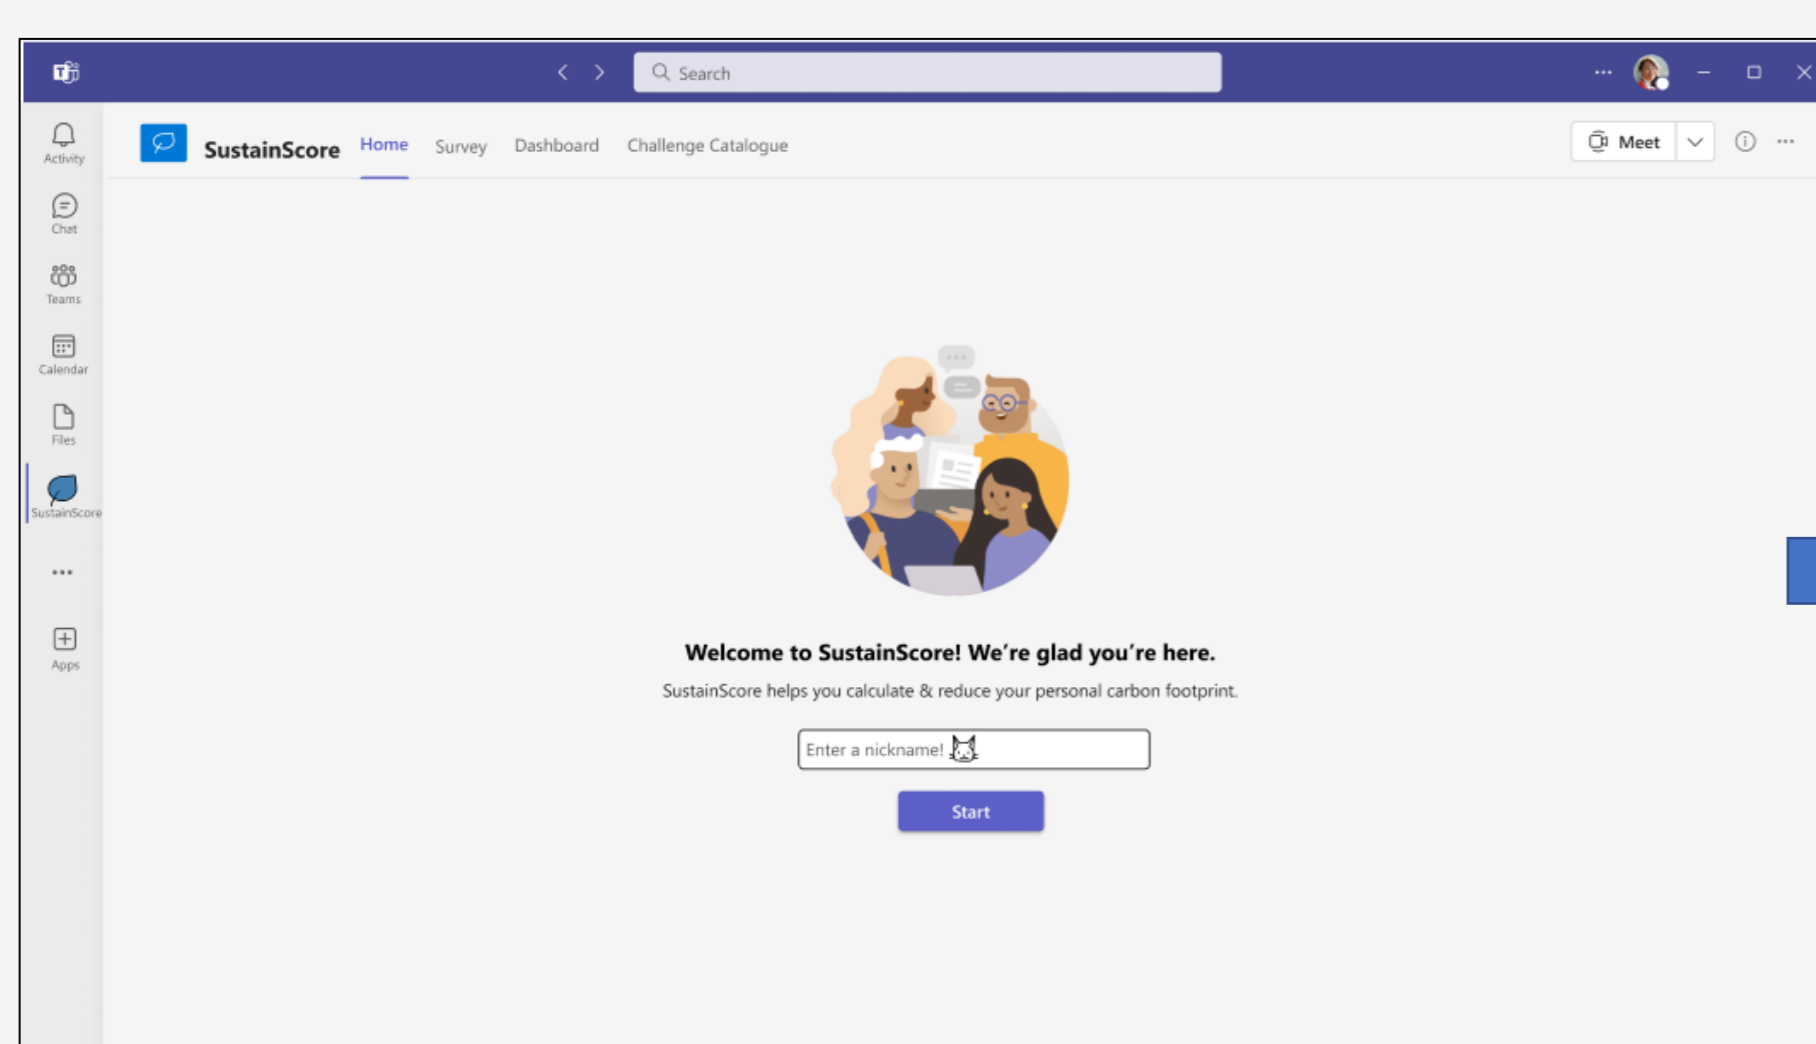 Search
Activity
SustainScore Home Survey Dashboard Challenge Catalogue Meet
Chat
Teams
Calendar
Files
SustainScore
Apps
Welcome to SustainScore! We're glad you're here.
SustainScore helps you calculate & reduce your personal carbon footprint.
Enter a nickname!
Start